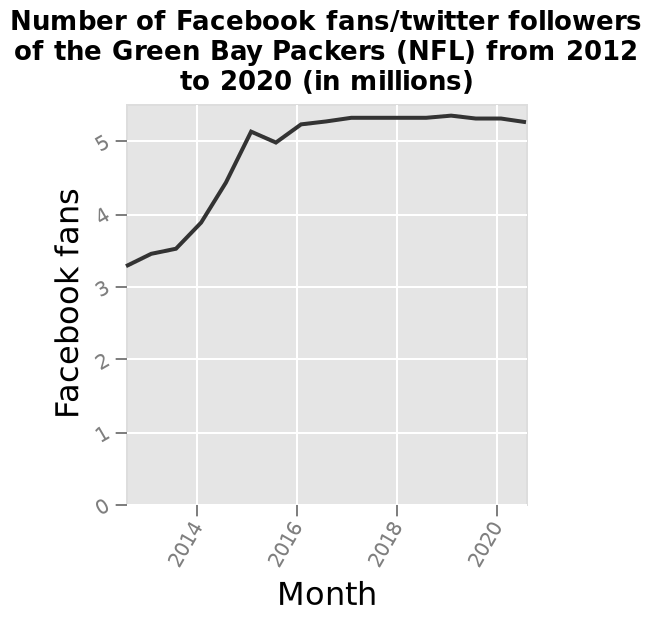 Number of Facebook fans/twitter followers
of the Green Bay Packers (NFL) from 2012
to 2020 (in millions)
Facebook fans
5
4
3
2
1
0
2014
2016
2018
2020
Month